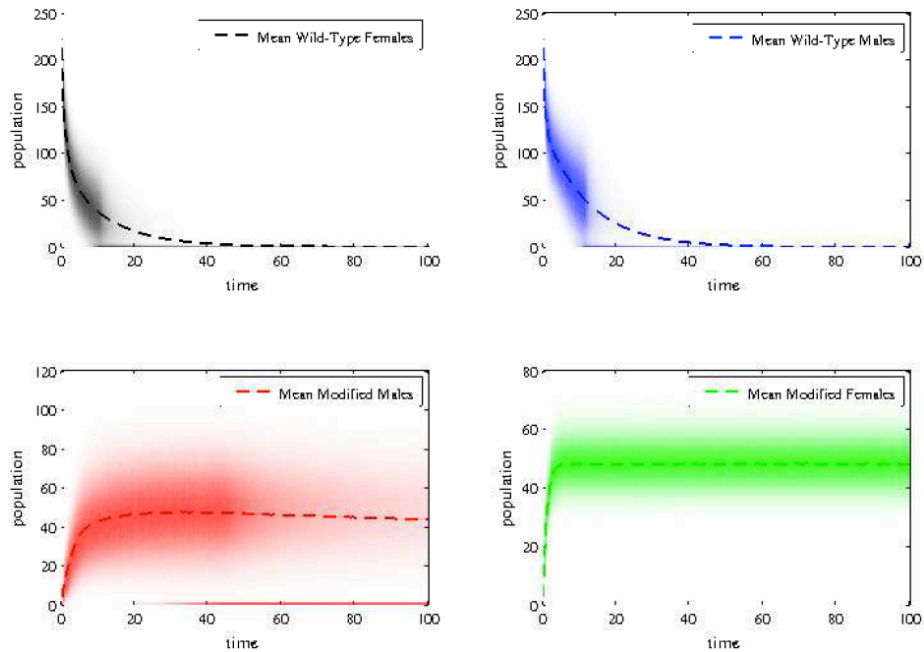 Mean Wild-Type Females
250
200
150
100
50
0
population
0 20 40 60 80 100
time
Mean Wild-Type Males
250
200
150
100
50
0
population
0 20 40 60 80 100
time
Mean Modified Males
120
100
80
60
40
20
0
population
0 20 40 60 80 100
time
Mean Modified Females
80
60
40
20
0
population
0 20 40 60 80 100
time